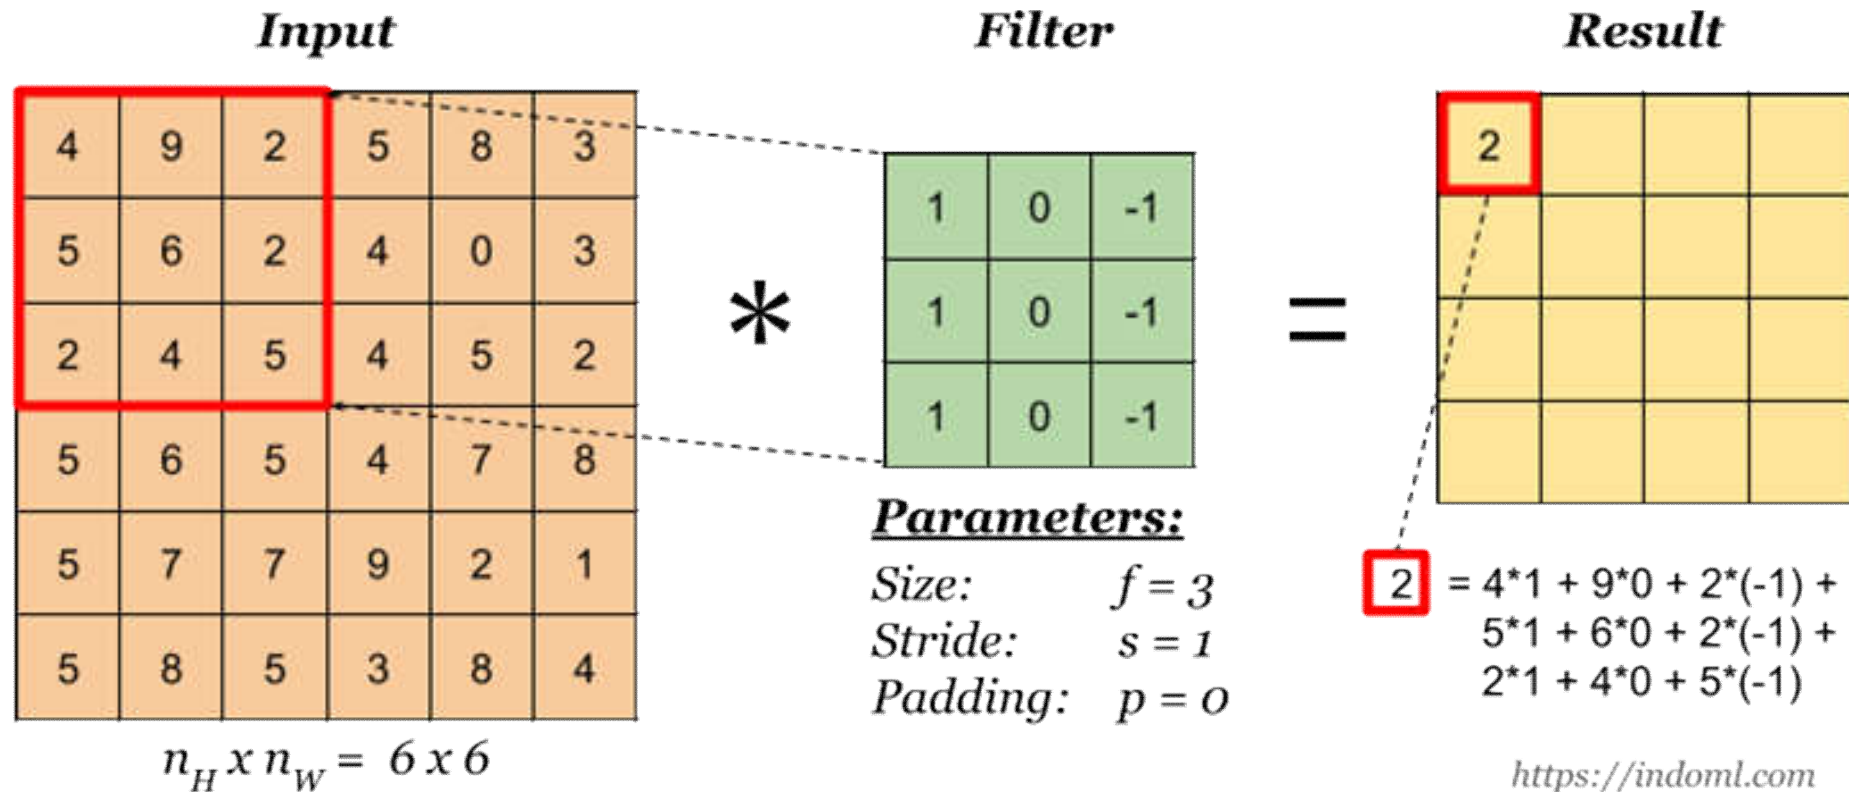 Input
4 9 2 5 8 3
5 6 2 4 0 3
2 4 5 4 5 2
5 6 5 4 7 8
5 7 7 9 2 1
5 8 5 3 8 4
n_H x n_W = 6 x 6
*
Filter
1 0 -1
1 0 -1
1 0 -1
Parameters:
Size: f = 3
Stride: s = 1
Padding: p = 0
=
Result
2
2 = 4*1 + 9*0 + 2*(-1) +
5*1 + 6*0 + 2*(-1) +
2*1 + 4*0 + 5*(-1)
https://indoml.com